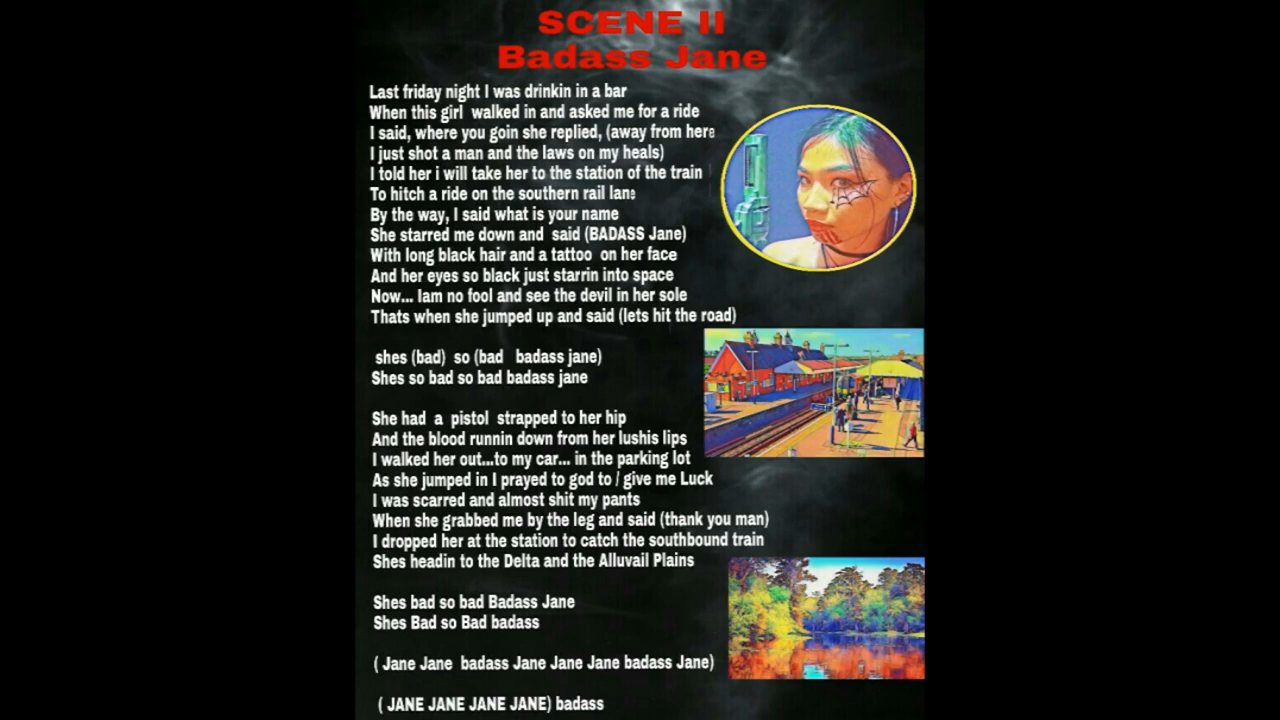 SCENE II
Badass Jane
Last friday night I was drinkin in a bar
When this girl walked in and asked me for a ride
I said, where you goin she replied, (away from here
I just shot a man and the laws on my heals)
I told her i will take her to the station of the train
To hitch a ride on the southern rail lane
By the way, I said what is your name
She starred me down and said (BADASS Jane)
With long black hair and a tattoo on her face
And her eyes so black just starrin into space
Now... Iam no fool and see the devil in her sole
Thats when she jumped up and said (lets hit the road)
shes (bad) so (bad badass jane)
Shes so bad so bad badass jane
She had a pistol strapped to her hip
And the blood runnin down from her lushis lips
I walked her out...to my car... in the parking lot
As she jumped in I prayed to god to / give me Luck
I was scarred and almost shit my pants
When she grabbed me by the leg and said (thank you man)
I dropped her at the station to catch the southbound train
Shes headin to the Delta and the Alluvail Plains
Shes bad so bad Badass Jane
Shes Bad so Bad badass
( Jane Jane badass Jane Jane Jane badass Jane)
( JANE JANE JANE JANE) badass